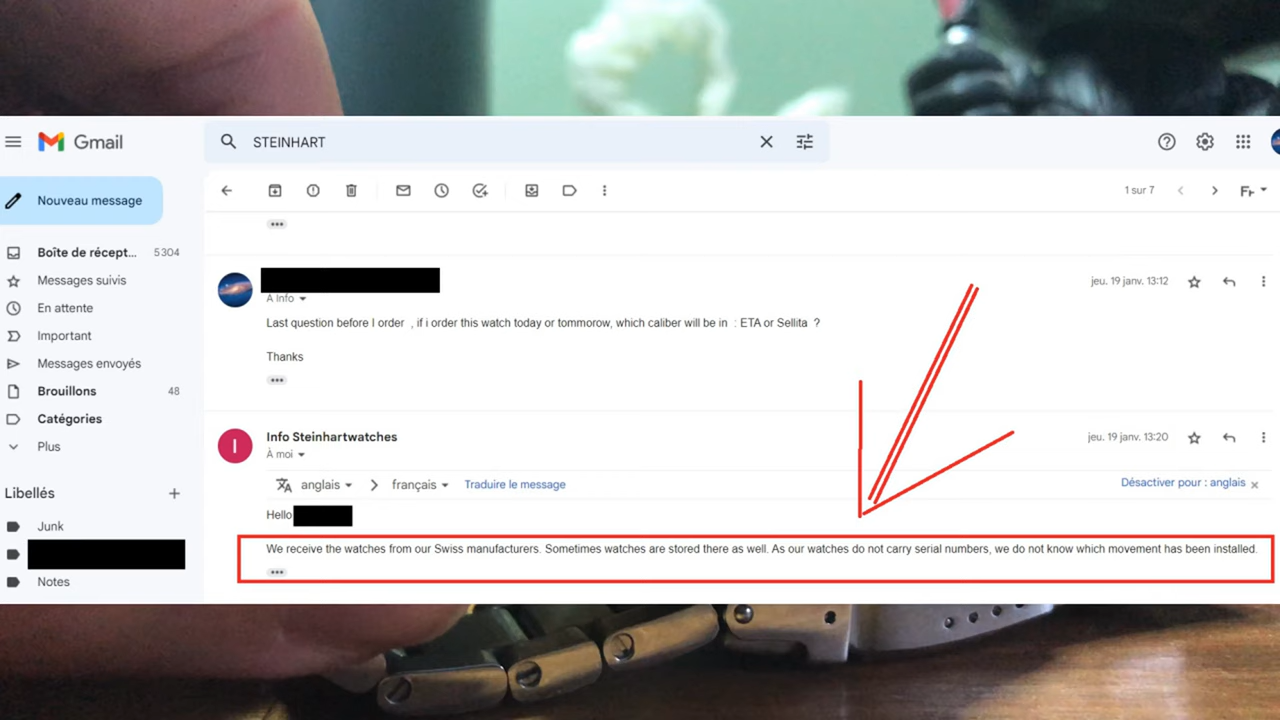 Gmail
STEINHART
Nouveau message
1 sur 7
Fr
Boîte de récept... 5304
Messages suivis
En attente
Important
Messages envoyés
Brouillons 48
Catégories
Plus
Libellés
Junk
Notes
jeu. 19 janv. 13:12
À Info
Last question before I order , if i order this watch today or tommorow, which caliber will be in : ETA or Sellita ?
Thanks
I
Info Steinhartwatches
jeu. 19 janv. 13:20
À moi
anglais
français
Traduire le message
Désactiver pour : anglais
Hello
We receive the watches from our Swiss manufacturers. Sometimes watches are stored there as well. As our watches do not carry serial numbers, we do not know which movement has been installed.